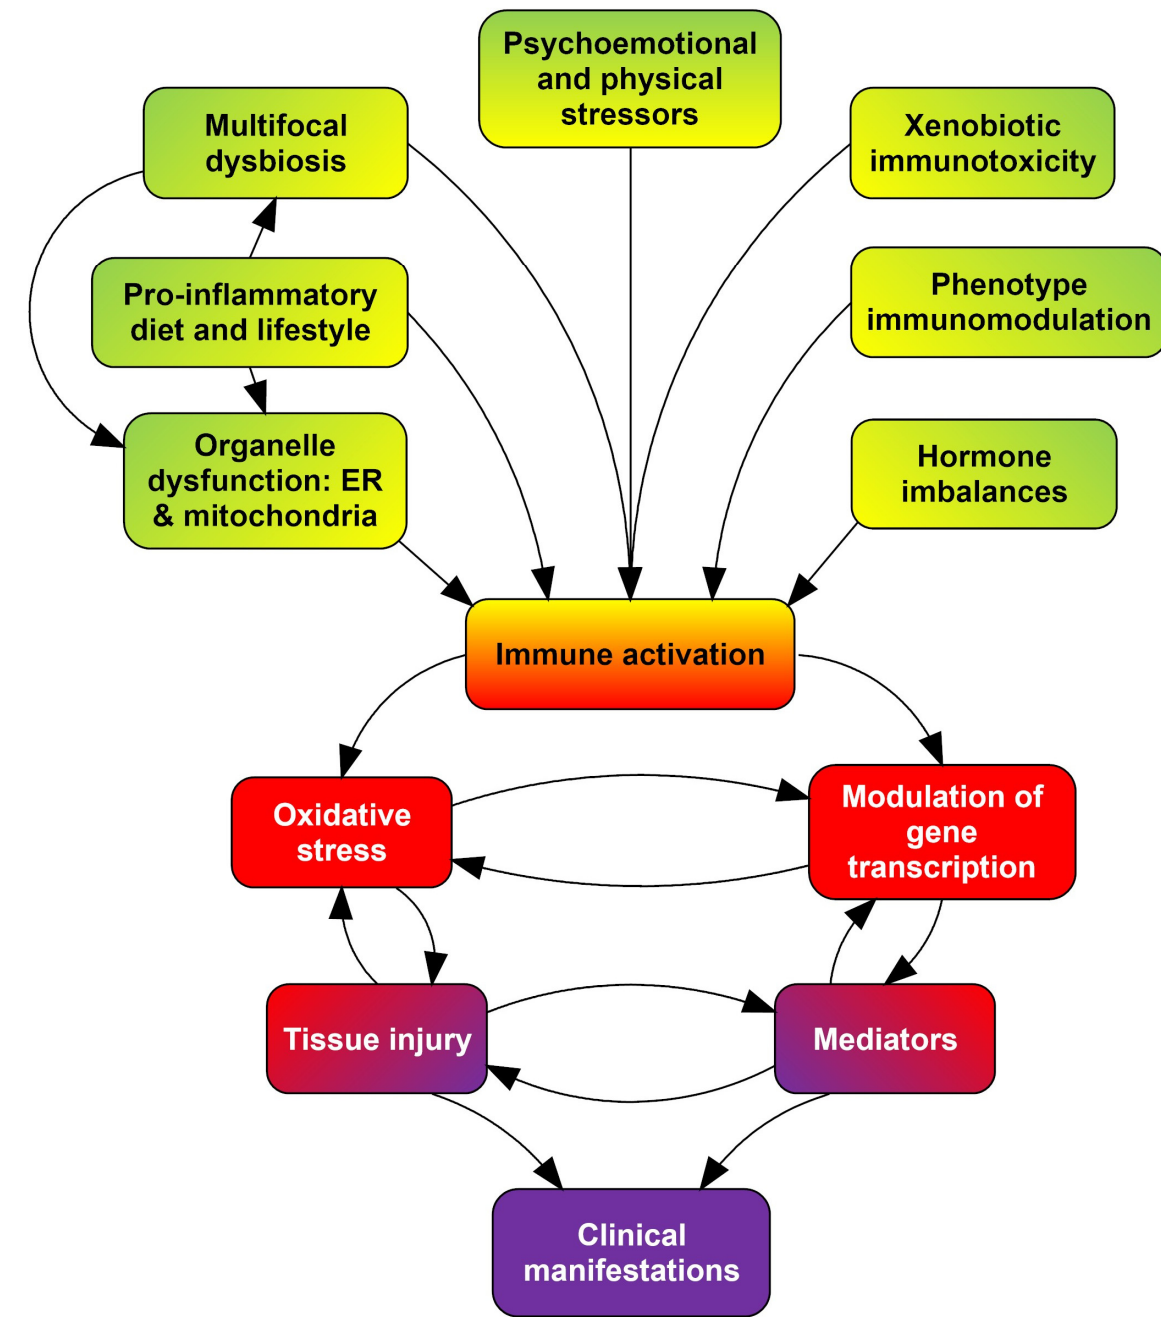 Psychoemotional
and physical
stressors
Multifocal
dysbiosis
Xenobiotic
immunotoxicity
Pro-inflammatory
diet and lifestyle
Phenotype
immunomodulation
Organelle
dysfunction: ER
& mitochondria
Hormone
imbalances
Immune activation
Oxidative
stress
Modulation of
gene
transcription
Tissue injury
Mediators
Clinical
manifestations